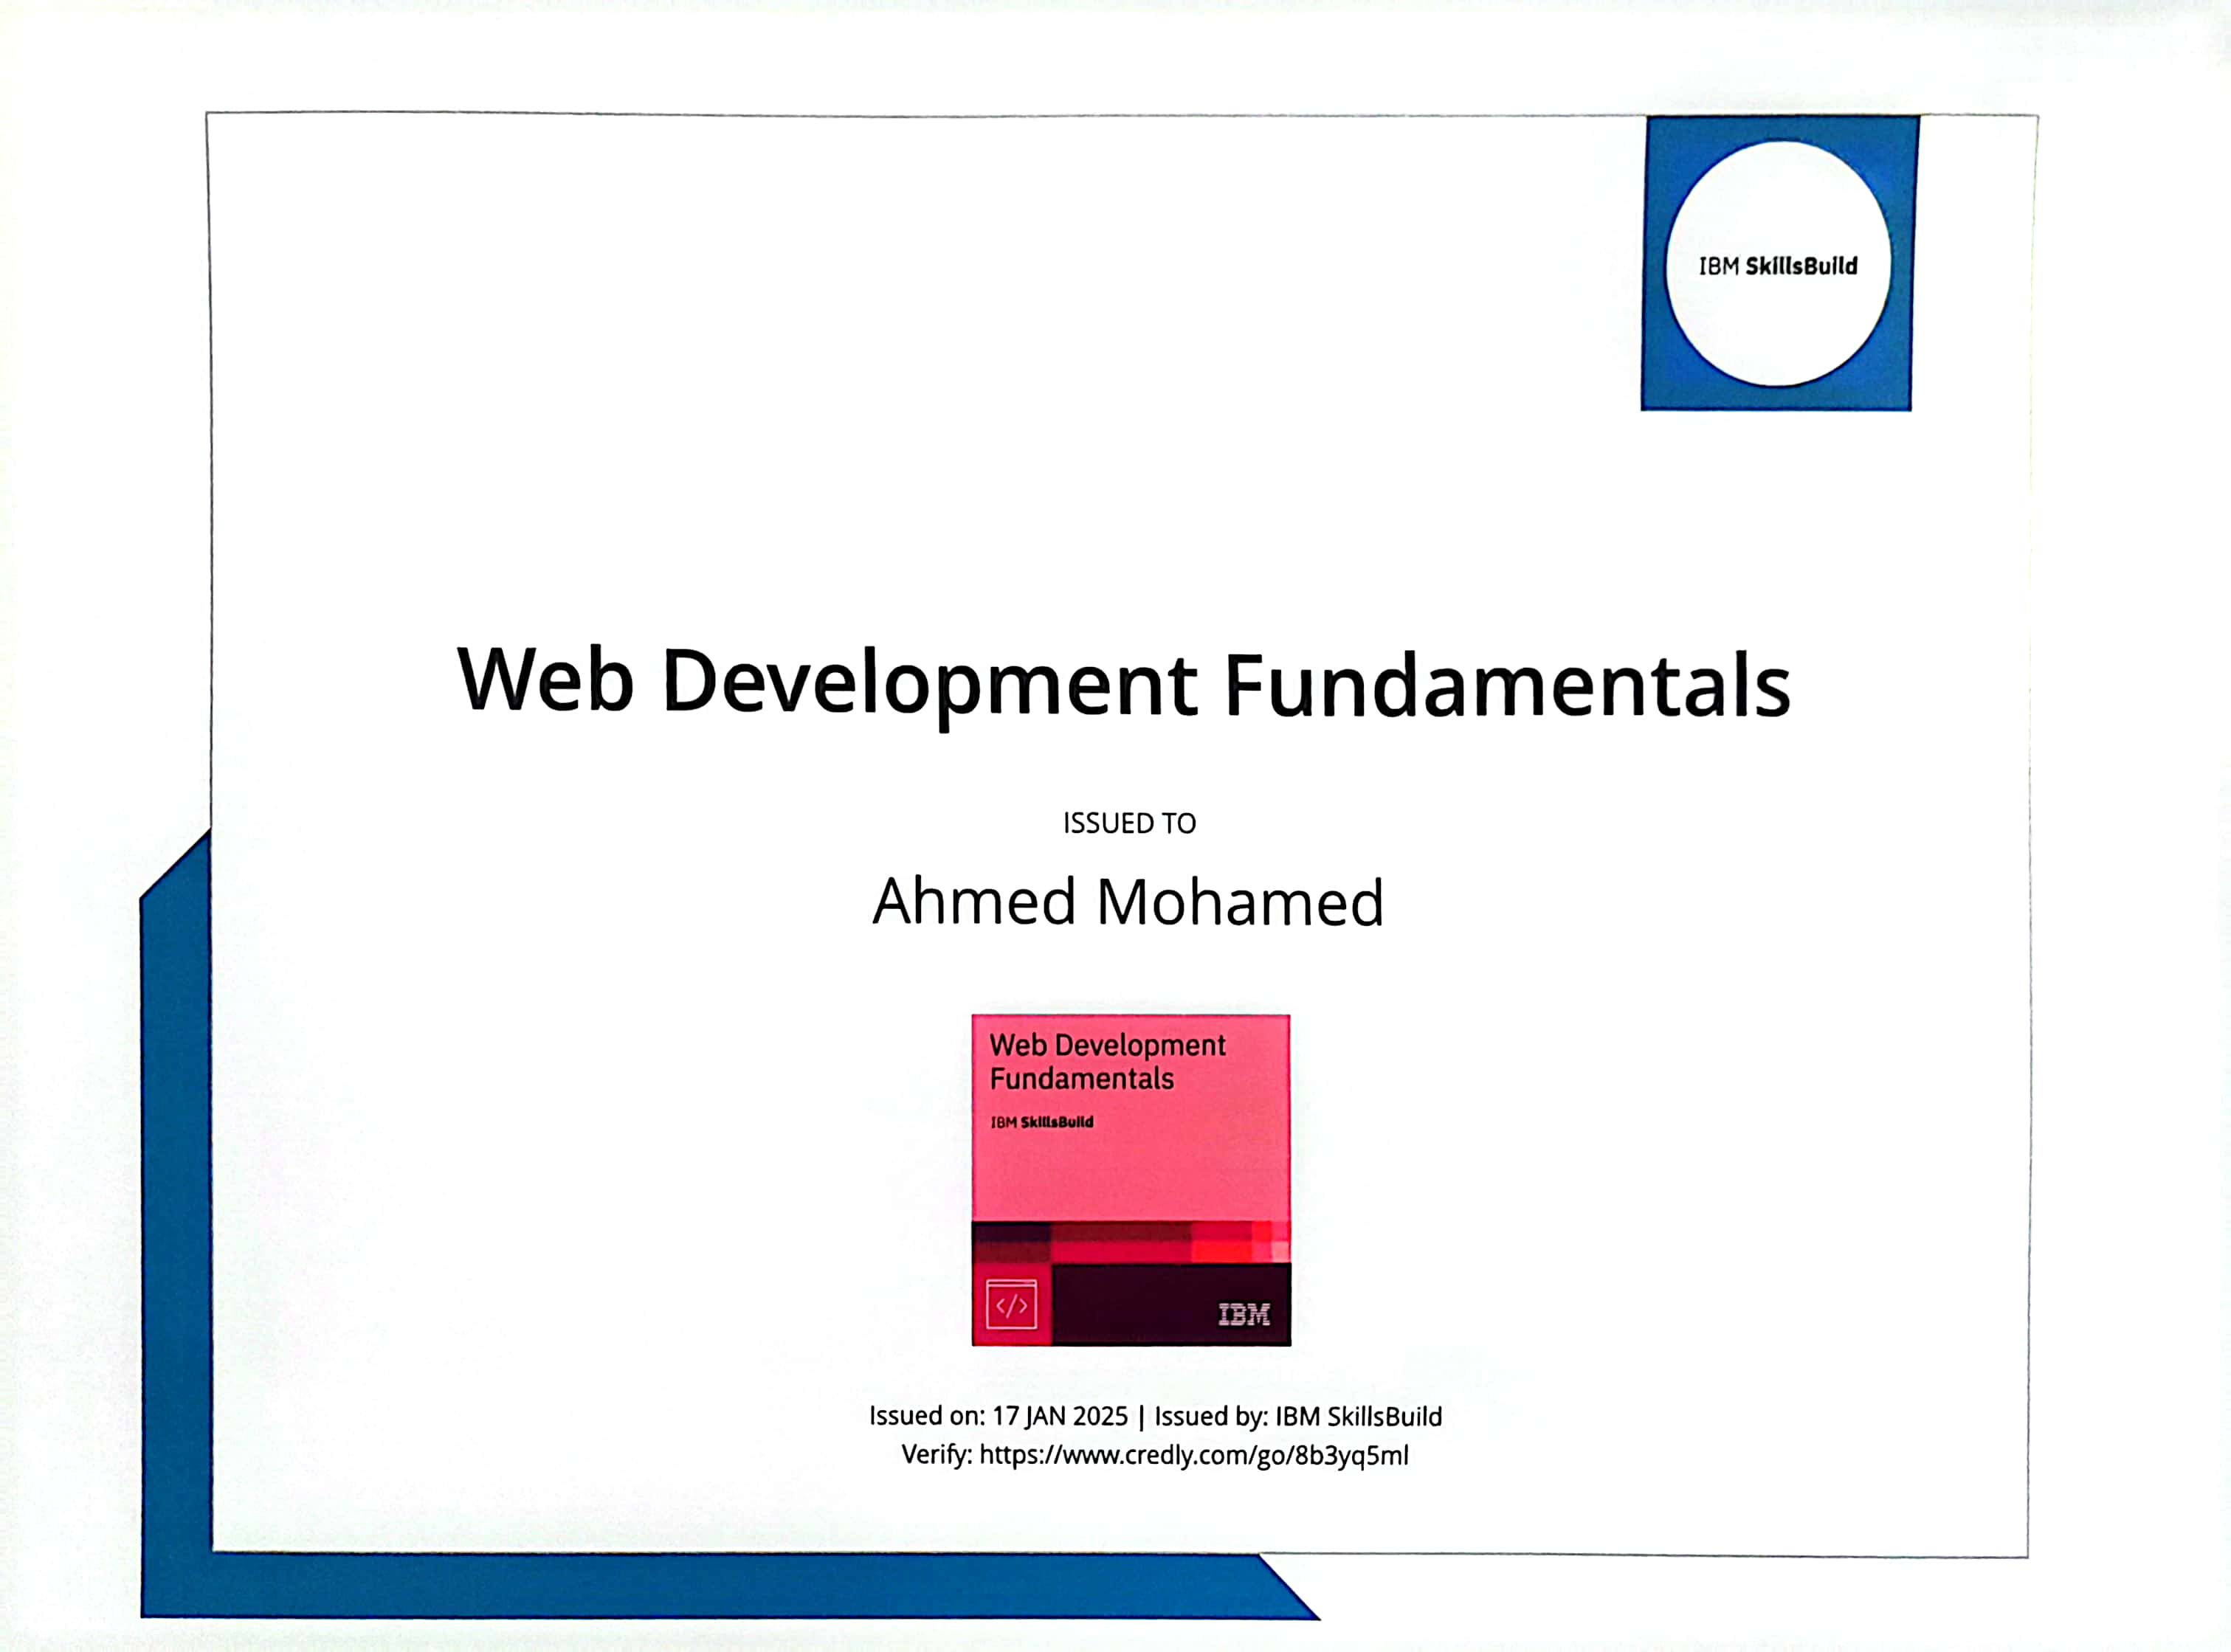 IBM SkillsBuild
Web Development Fundamentals
ISSUED TO
Ahmed Mohamed
Web Development
Fundamentals
IBM SkillsBuild
</>
IBM
Issued on: 17 JAN 2025 | Issued by: IBM SkillsBuild
Verify: https://www.credly.com/go/8b3yq5ml